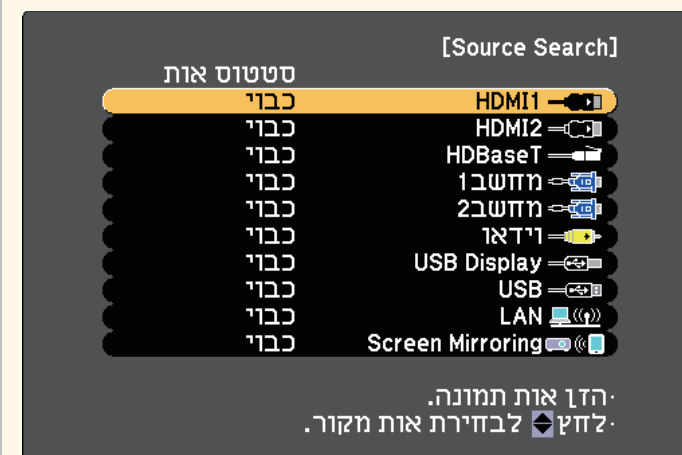 [Source Search]
סטטוס אות
HDMI1 כבוי
HDMI2 כבוי
HDBaseT כבוי
מחשב1 כבוי
מחשב2 כבוי
וידאו כבוי
USB Display כבוי
USB כבוי
LAN כבוי
Screen Mirroring כבוי
·הזן אות תמונה.
·לחץ לבחירת אות מקור.